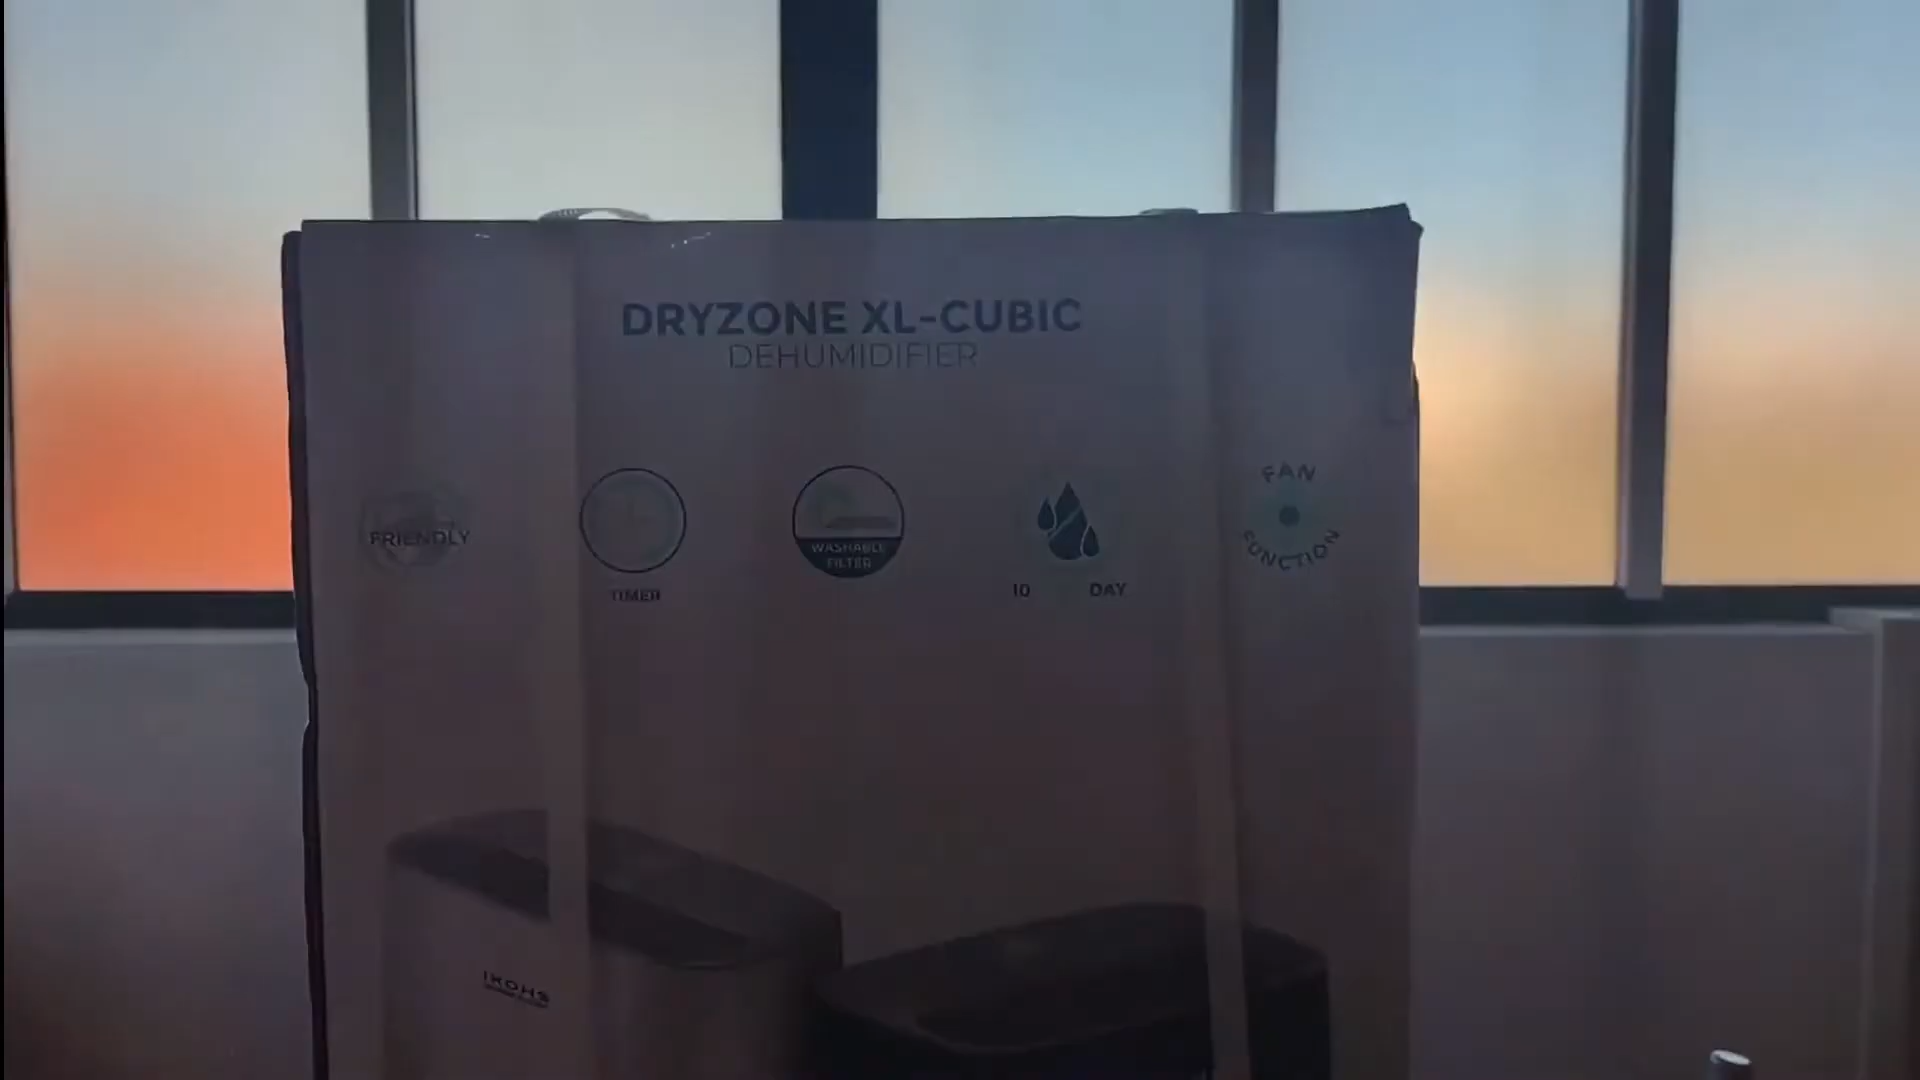 DRYZONE XL-CUBIC
DEHUMIDIFIER
FRIENDLY
TIMER
WASHABLE
FILTER
10 DAY
FAN
FUNCTION
IKOHS